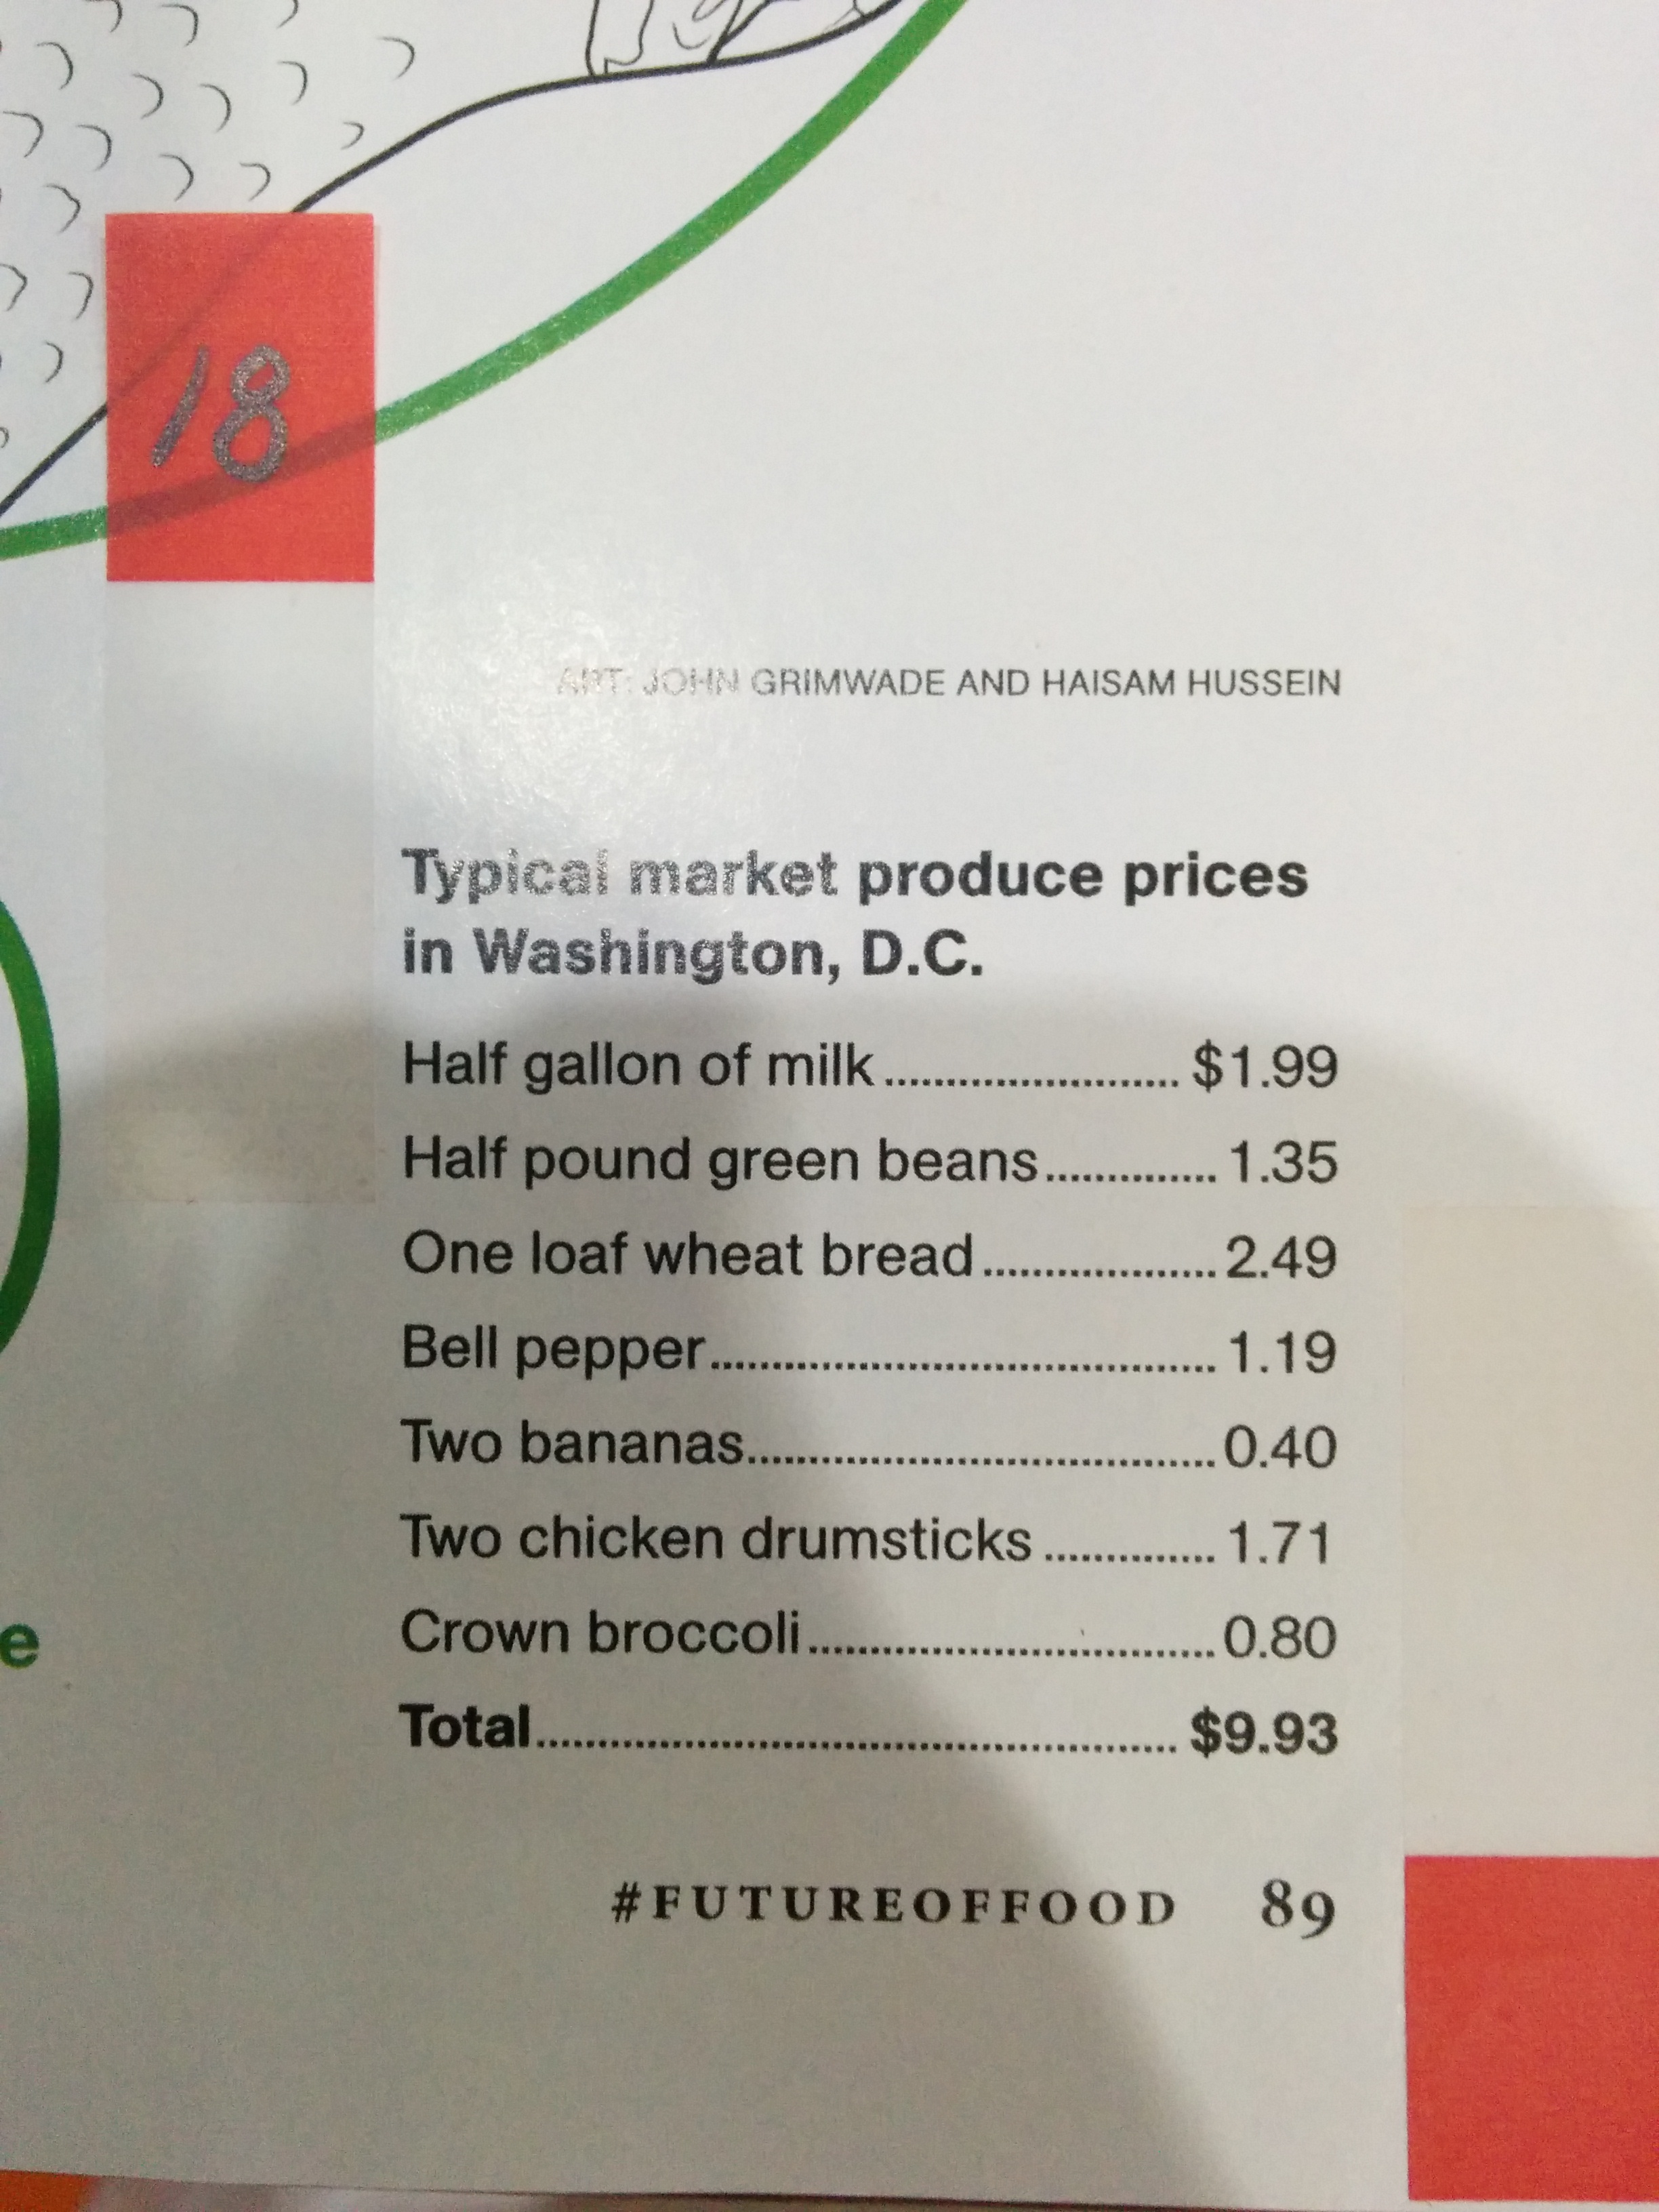 18
ART: JOHN GRIMWADE AND HAISAM HUSSEIN
Typical market produce prices
in Washington, D.C.
Half gallon of milk........................ $1.99
Half pound green beans.............. 1.35
One loaf wheat bread...................2.49
Bell pepper......................................... 1.19
Two bananas......................................0.40
Two chicken drumsticks .............. 1.71
Crown broccoli.................................0.80
e
Total.................................................... $9.93
#FUTUREOFFOOD 89